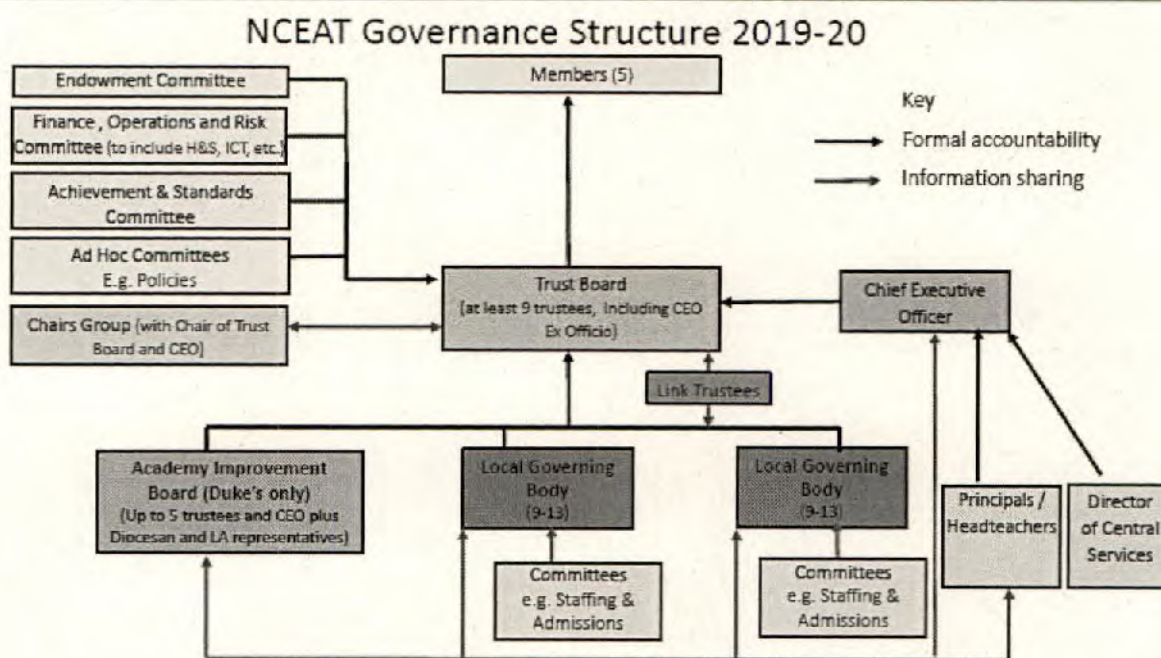 NCEAT Governance Structure 2019-20
Endowment Committee
Finance , Operations and Risk
Committee (to include H&S, ICT, etc.)
Achievement & Standards
Committee
Ad Hoc Committees
E.g. Policies
Chairs Group (with Chair of Trust
Board and CEO)
Members (5)
Key
Formal accountability
Information sharing
Trust Board
(at least 9 trustees, including CEO
Ex Officio)
Chief Executive
Officer
Link Trustees
Academy Improvement
Board (Duke's only)
(Up to 5 trustees and CEO plus
Diocesan and LA representatives)
Local Governing
Body
(9-13)
Local Governing
Body
(9-13)
Principals /
Headteachers
Director
of Central
Services
Committees
e.g. Staffing &
Admissions
Committees
e.g. Staffing &
Admissions